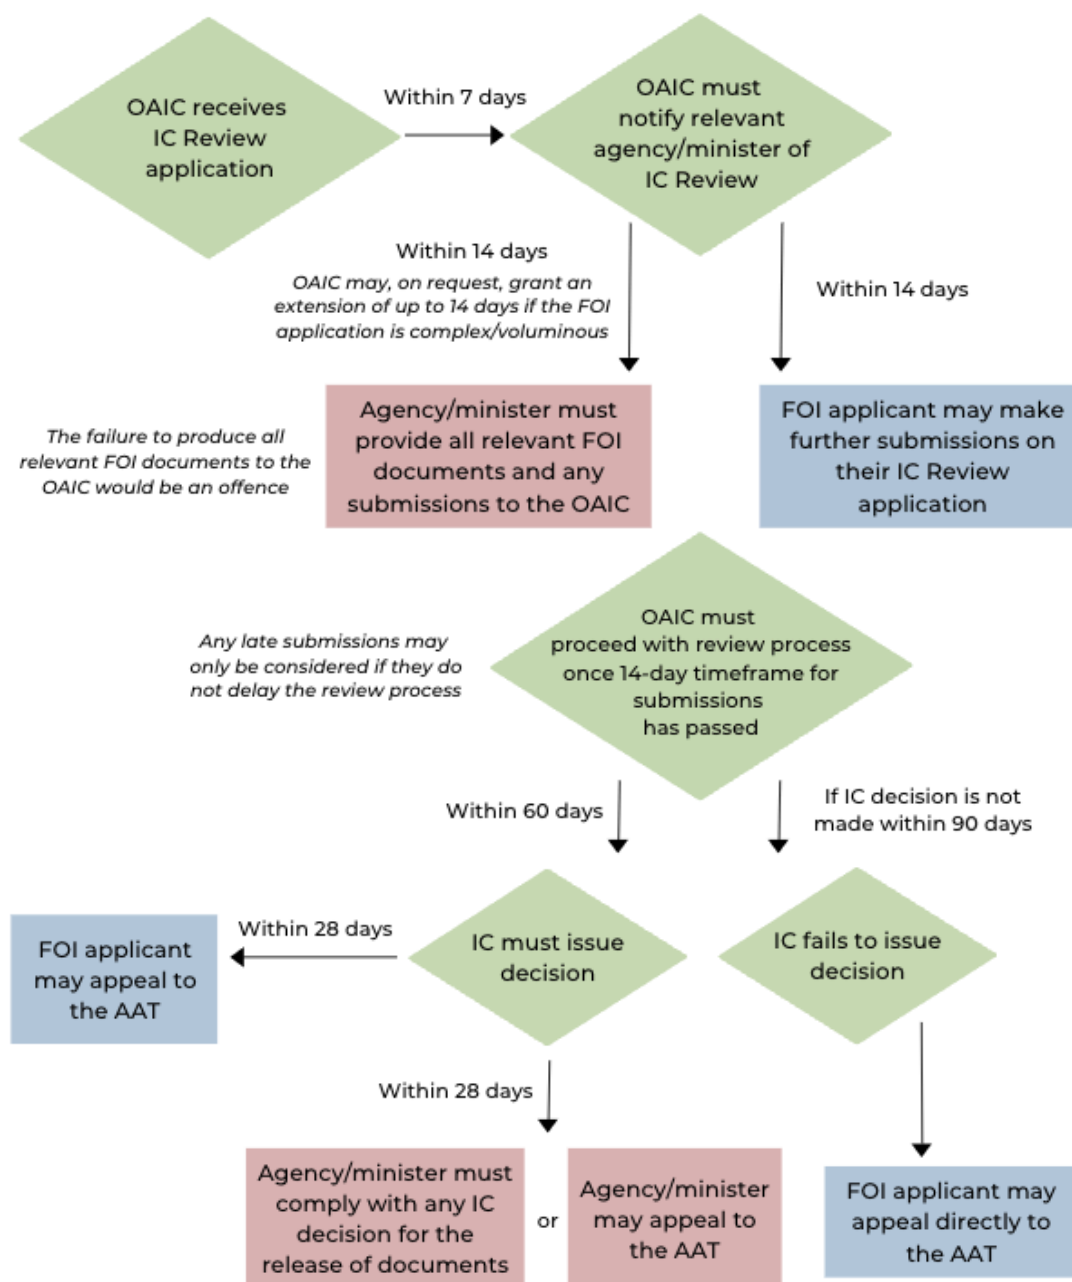 OAIC receives
IC Review
application
Within 7 days
OAIC must
notify relevant
agency/minister of
IC Review
Within 14 days
OAIC may, on request, grant an
extension of up to 14 days if the FOI
application is complex/voluminous
Within 14 days
The failure to produce all
relevant FOI documents to the
OAIC would be an offence
Agency/minister must
provide all relevant FOI
documents and any
submissions to the OAIC
FOI applicant may make
further submissions on
their IC Review
application
Any late submissions may
only be considered if they do
not delay the review process
OAIC must
proceed with review process
once 14-day timeframe for
submissions
has passed
Within 60 days
If IC decision is not
made within 90 days
FOI applicant
may appeal to
the AAT
Within 28 days
IC must issue
decision
IC fails to issue
decision
Within 28 days
Agency/minister must
comply with any IC
decision for the
release of documents
or
Agency/minister
may appeal to
the AAT
FOI applicant may
appeal directly to
the AAT